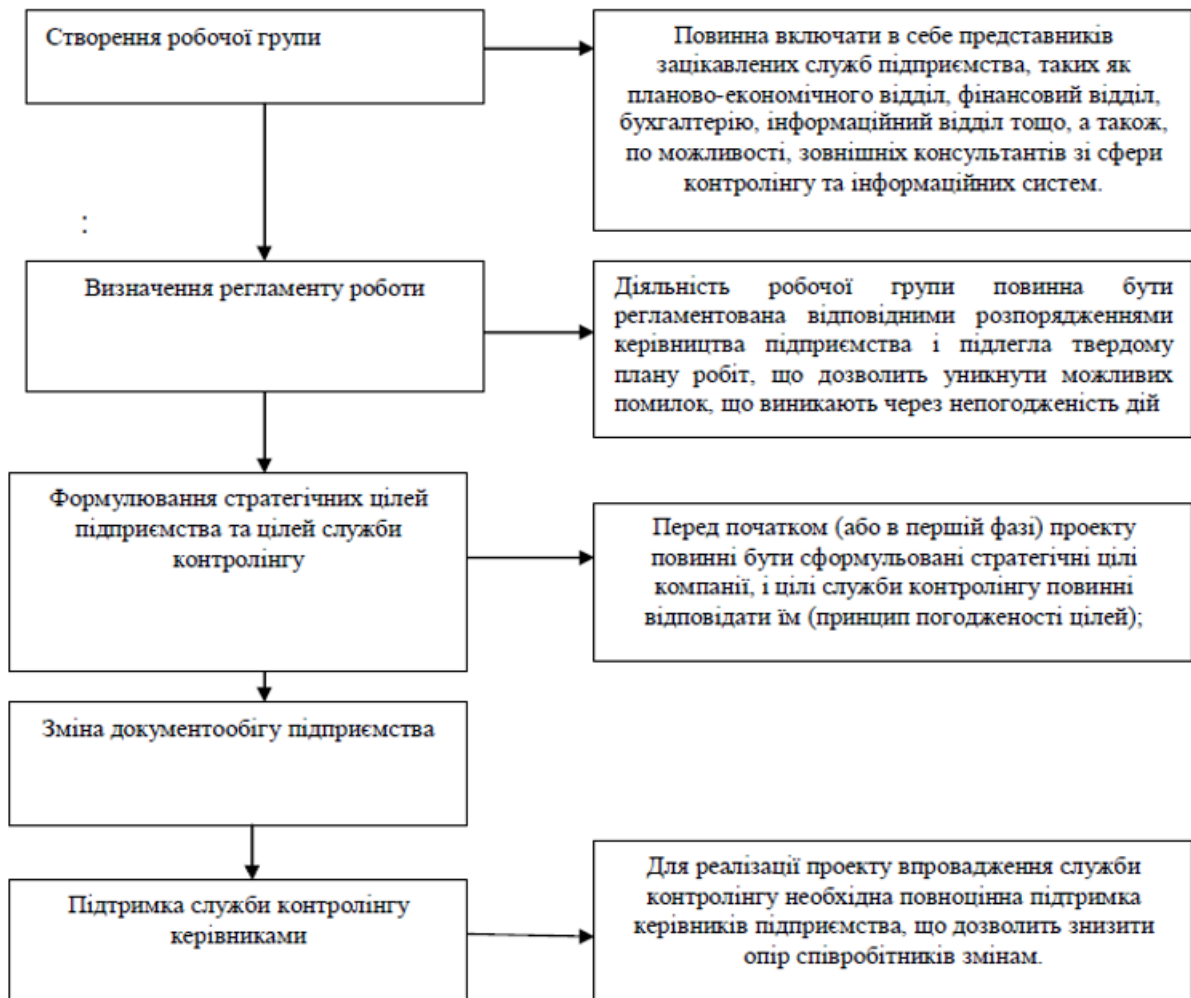 Створення робочої групи
Повинна включати в себе представників
зацікавлених служб підприємства, таких як
планово-економічного відділ, фінансовий відділ,
бухгалтерію, інформаційний відділ тощо, а також,
по можливості, зовнішніх консультантів зі сфери
контролінгу та інформаційних систем.
:
Визначення регламенту роботи
Діяльність робочої групи повинна бути
регламентована відповідними розпорядженнями
керівництва підприємства і підлегла твердому
плану робіт, що дозволить уникнути можливих
помилок, що виникають через непогодженість дій
Формулювання стратегічних цілей
підприємства та цілей служби
контролінгу
Перед початком (або в першій фазі) проекту
повинні бути сформульовані стратегічні цілі
компанії, і цілі служби контролінгу повинні
відповідати їм (принцип погодженості цілей);
Зміна документообігу підприємства
Підтримка служби контролінгу
керівниками
Для реалізації проекту впровадження служби
контролінгу необхідна повноцінна підтримка
керівників підприємства, що дозволить знизити
опір співробітників змінам.